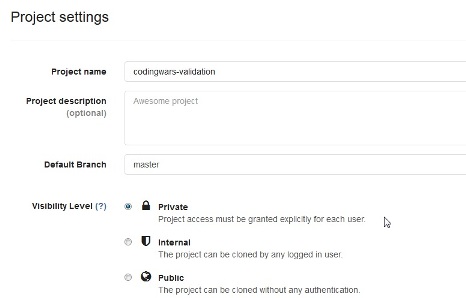 Project settings
Project name
codingwars-validation
Project description
(optional)
Awesome project
Default Branch
master
Visibility Level (?)
Private
Project access must be granted explicitly for each user.
Internal
The project can be cloned by any logged in user.
Public
The project can be cloned without any authentication.